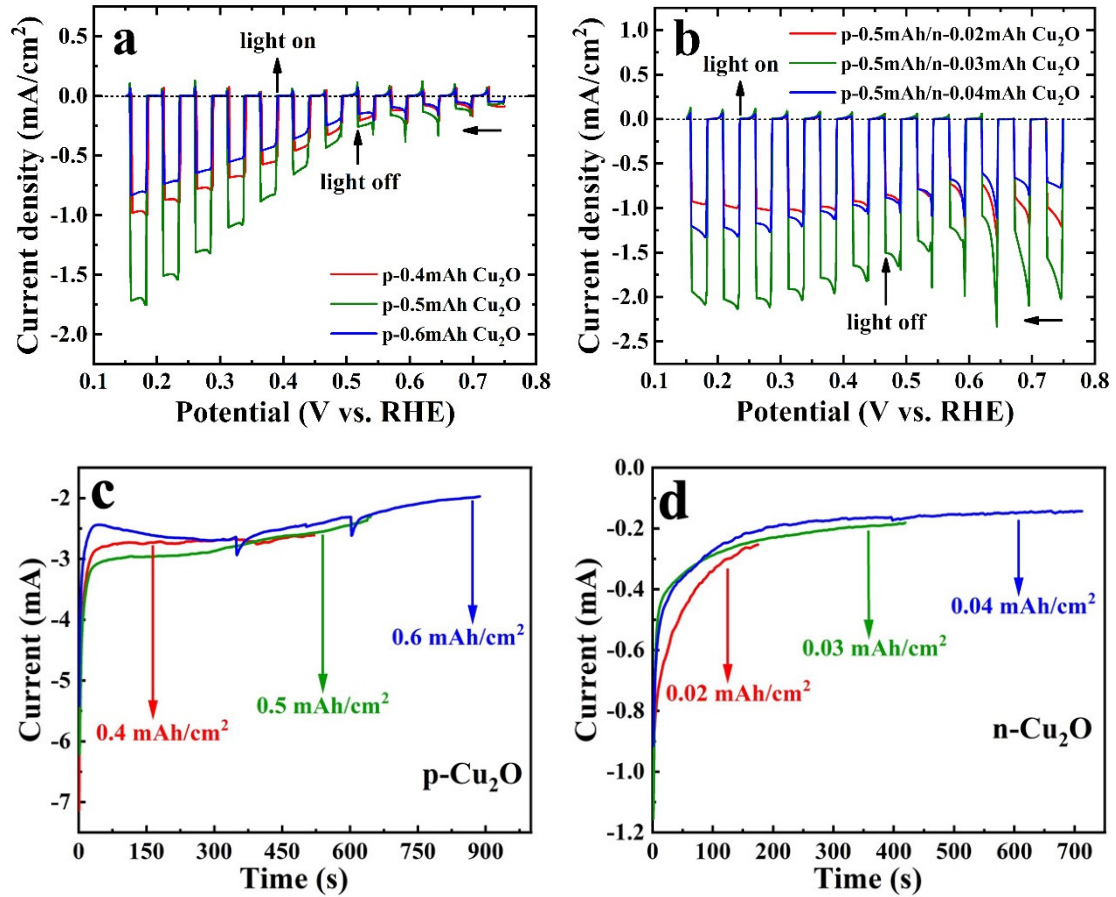 a
light on
light off
p-0.4mAh Cu₂O
p-0.5mAh Cu₂O
p-0.6mAh Cu₂O
0.5
0.0
-0.5
-1.0
-1.5
-2.0
Current density (mA/cm²)
0.1 0.2 0.3 0.4 0.5 0.6 0.7 0.8
Potential (V vs. RHE)
b
p-0.5mAh/n-0.02mAh Cu₂O
p-0.5mAh/n-0.03mAh Cu₂O
p-0.5mAh/n-0.04mAh Cu₂O
light on
light off
1.0
0.5
0.0
-0.5
-1.0
-1.5
-2.0
-2.5
Current density (mA/cm²)
0.1 0.2 0.3 0.4 0.5 0.6 0.7 0.8
Potential (V vs. RHE)
c
-2
-3
-4
-5
-6
-7
Current (mA)
0.6 mAh/cm²
0.5 mAh/cm²
0.4 mAh/cm²
p-Cu₂O
0 150 300 450 600 750 900
Time (s)
d
0.0
-0.2
-0.4
-0.6
-0.8
-1.0
-1.2
Current (mA)
0.04 mAh/cm²
0.03 mAh/cm²
0.02 mAh/cm²
n-Cu₂O
0 100 200 300 400 500 600 700
Time (s)